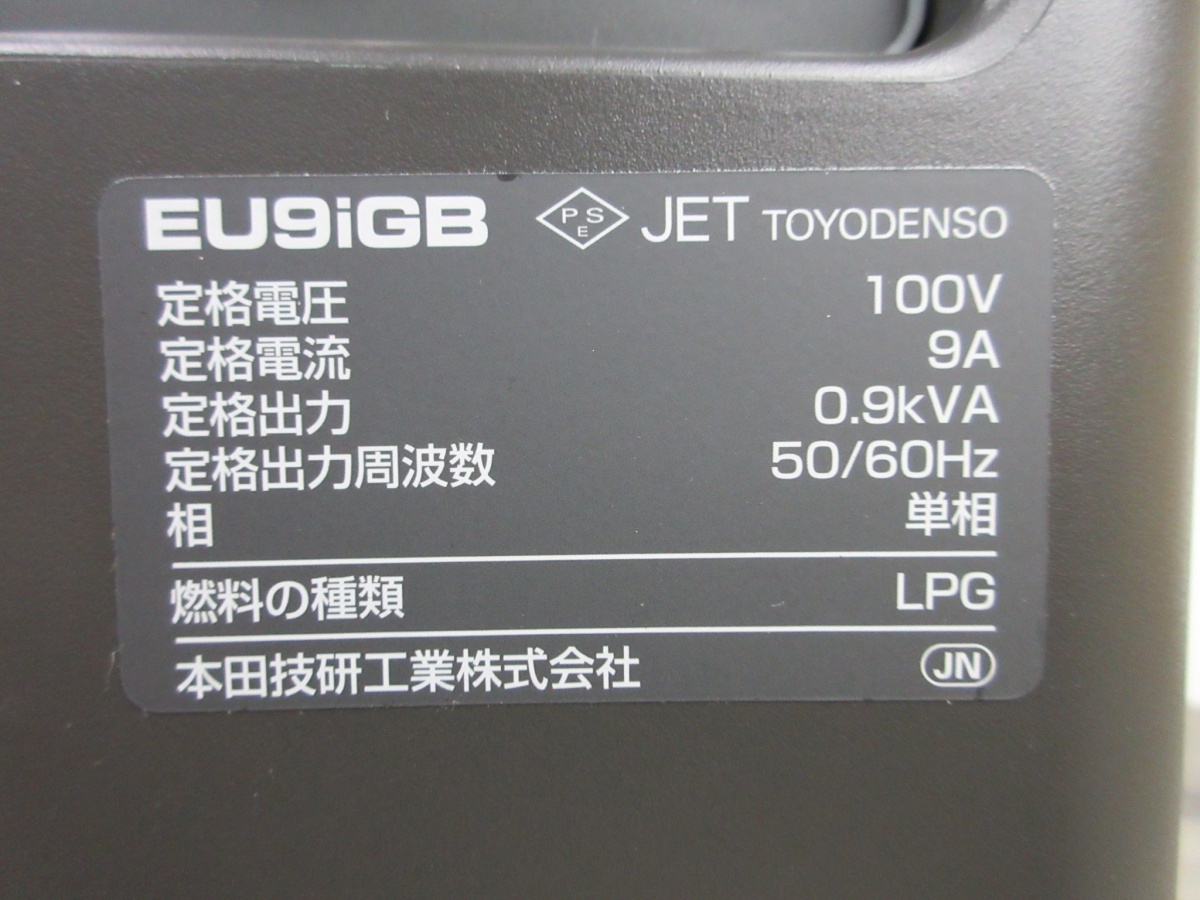 EU9iGB PSE JET TOYODENSO
定格電圧 100V
定格電流 9A
定格出力 0.9kVA
定格出力周波数 50/60Hz
相 単相
燃料の種類 LPG
本田技研工業株式会社 JN